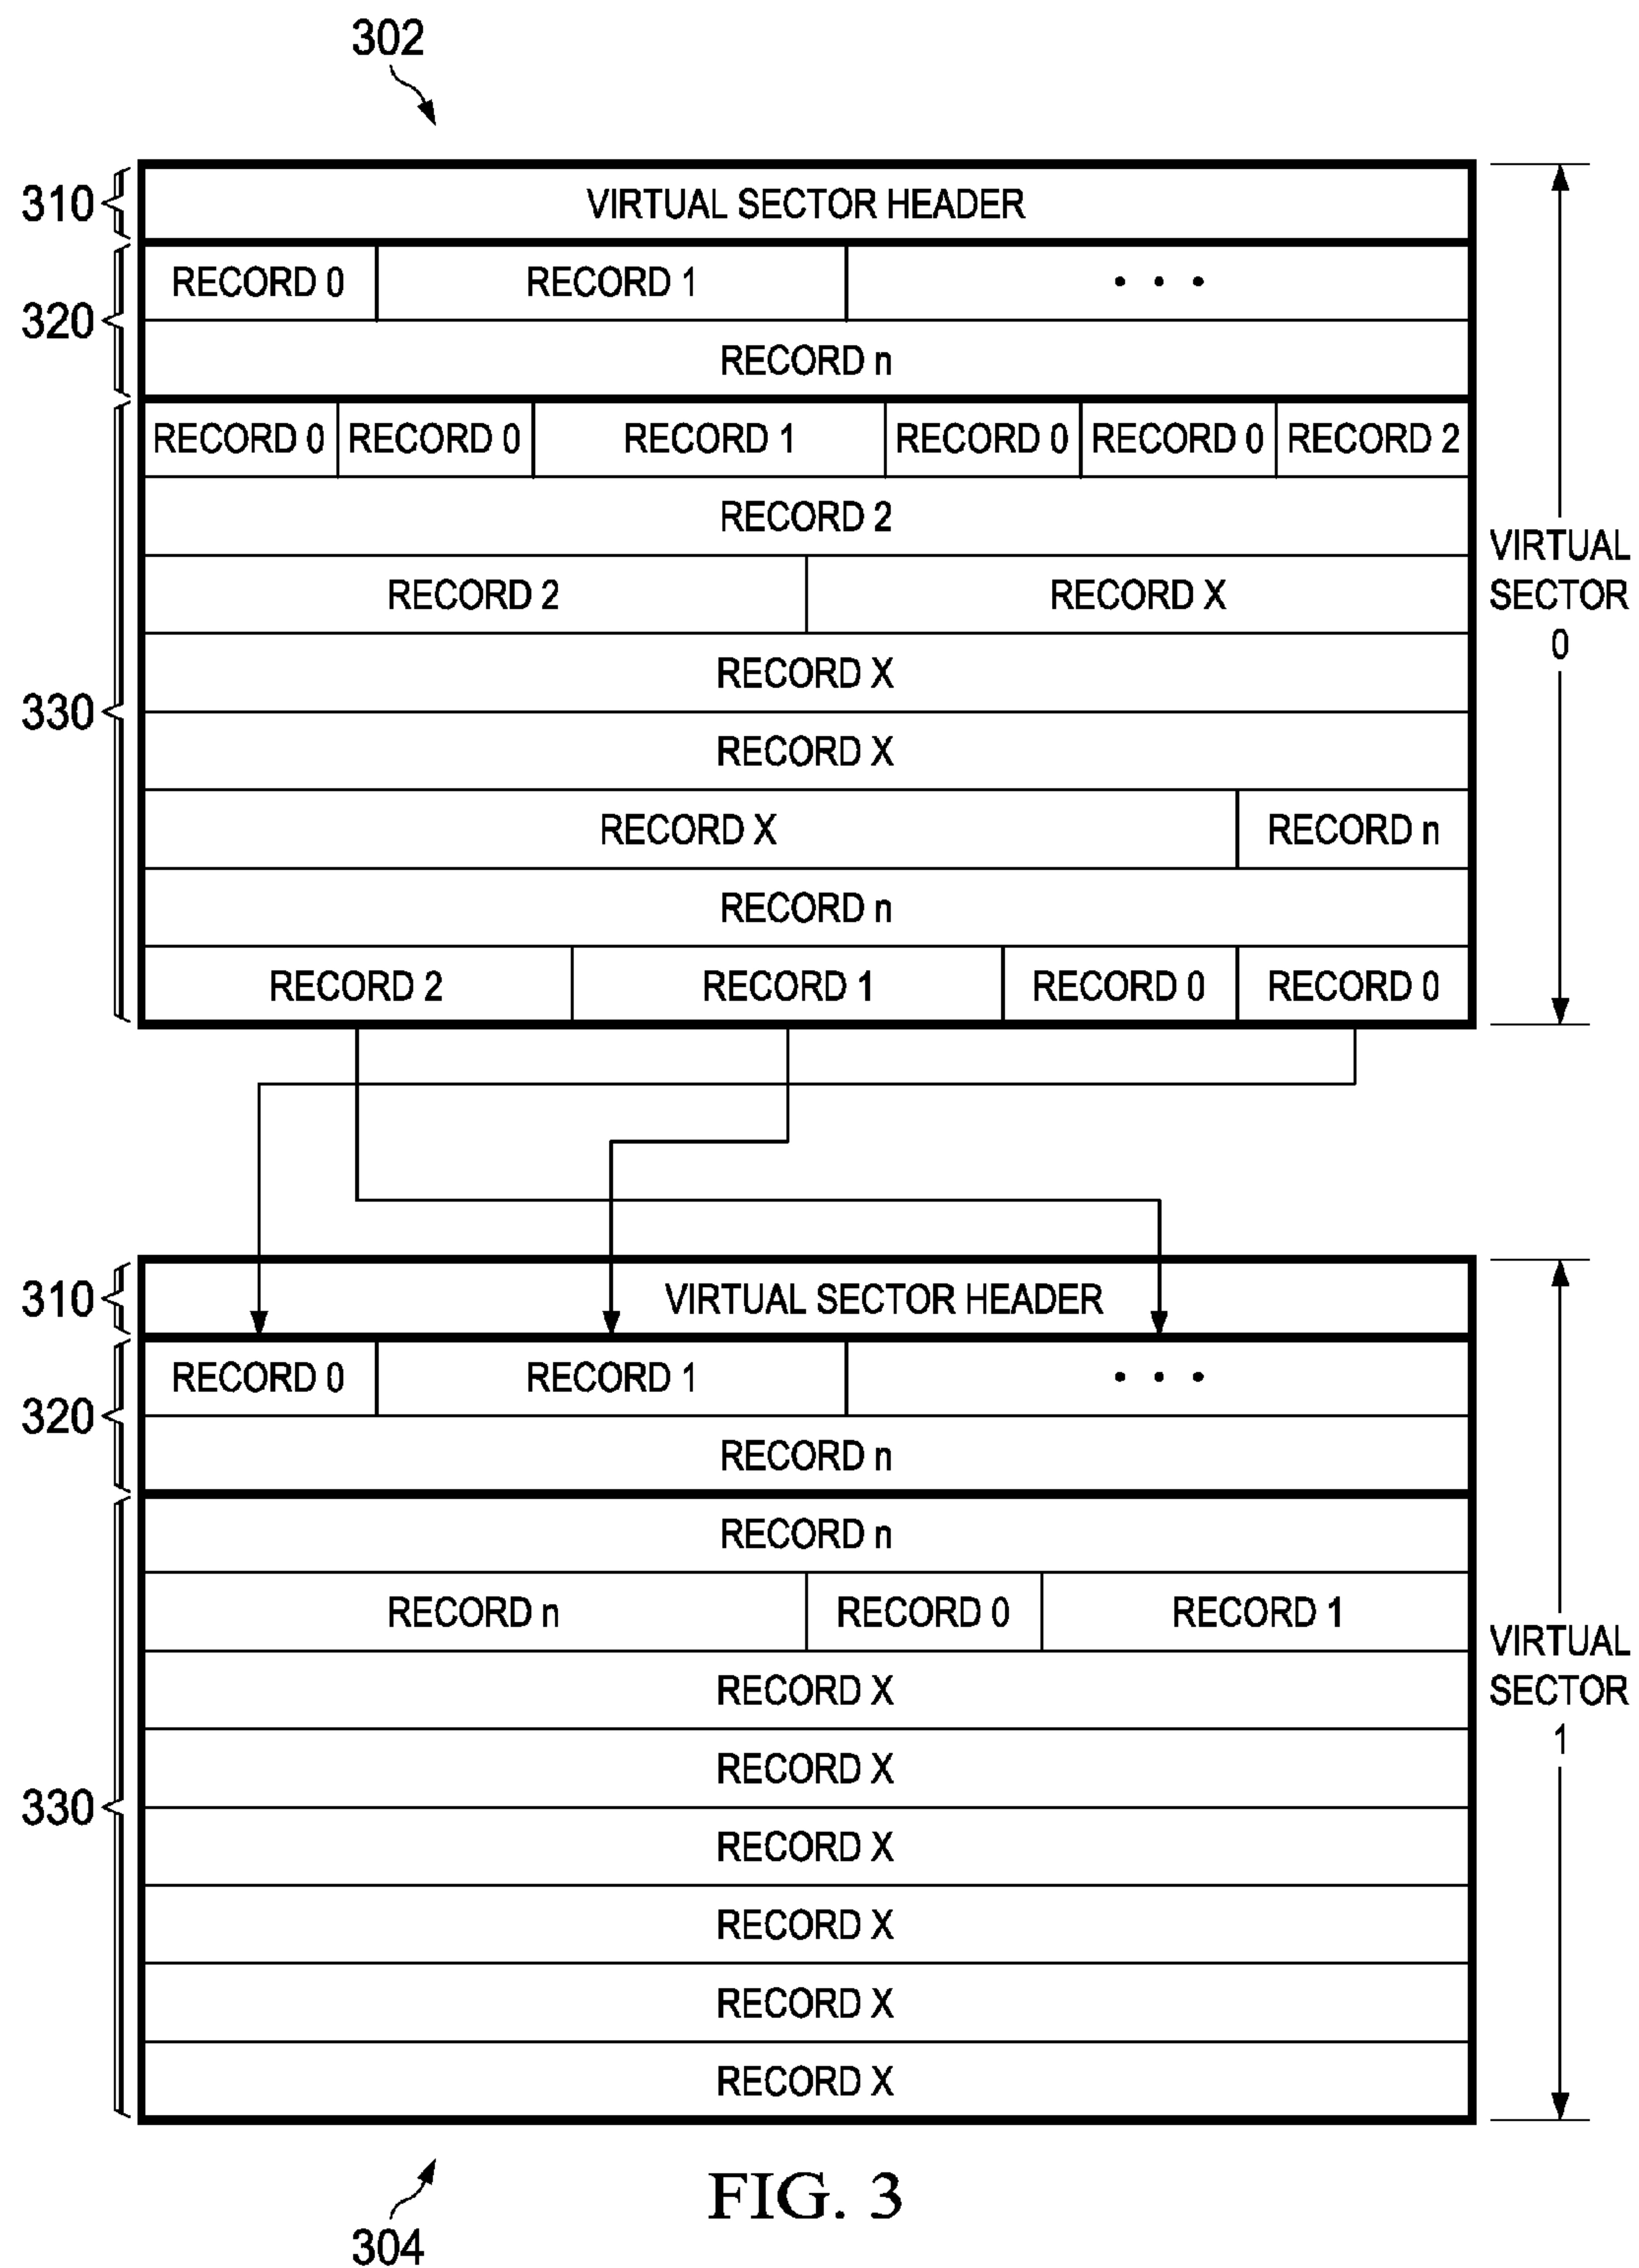 302
310
VIRTUAL SECTOR HEADER
RECORD 0 RECORD 1 • • •
320
RECORD n
RECORD 0 RECORD 0 RECORD 1 RECORD 0 RECORD 0 RECORD 2
RECORD 2
RECORD 2 RECORD X
RECORD X
330
RECORD X
RECORD X RECORD n
RECORD n
RECORD 2 RECORD 1 RECORD 0 RECORD 0
VIRTUAL
SECTOR
0
310
VIRTUAL SECTOR HEADER
RECORD 0 RECORD 1 • • •
320
RECORD n
RECORD n
RECORD n RECORD 0 RECORD 1
RECORD X
RECORD X
330
RECORD X
RECORD X
RECORD X
RECORD X
VIRTUAL
SECTOR
1
304
FIG. 3